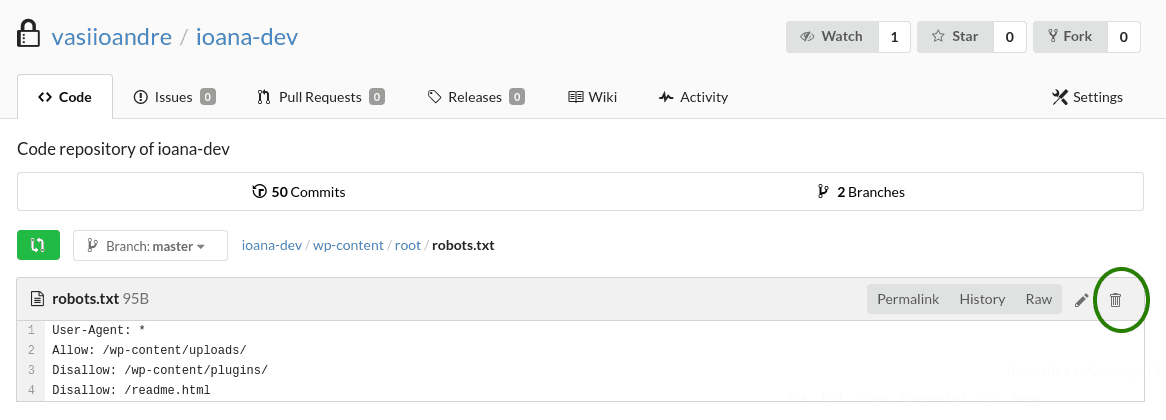 vasiioandre / ioana-dev
Watch 1 Star 0 Fork 0
Code Issues 0 Pull Requests 0 Releases 0 Wiki Activity Settings
Code repository of ioana-dev
50 Commits 2 Branches
Branch: master ioana-dev / wp-content / root / robots.txt
robots.txt 95B Permalink History Raw
1 User-Agent: *
2 Allow: /wp-content/uploads/
3 Disallow: /wp-content/plugins/
4 Disallow: /readme.html